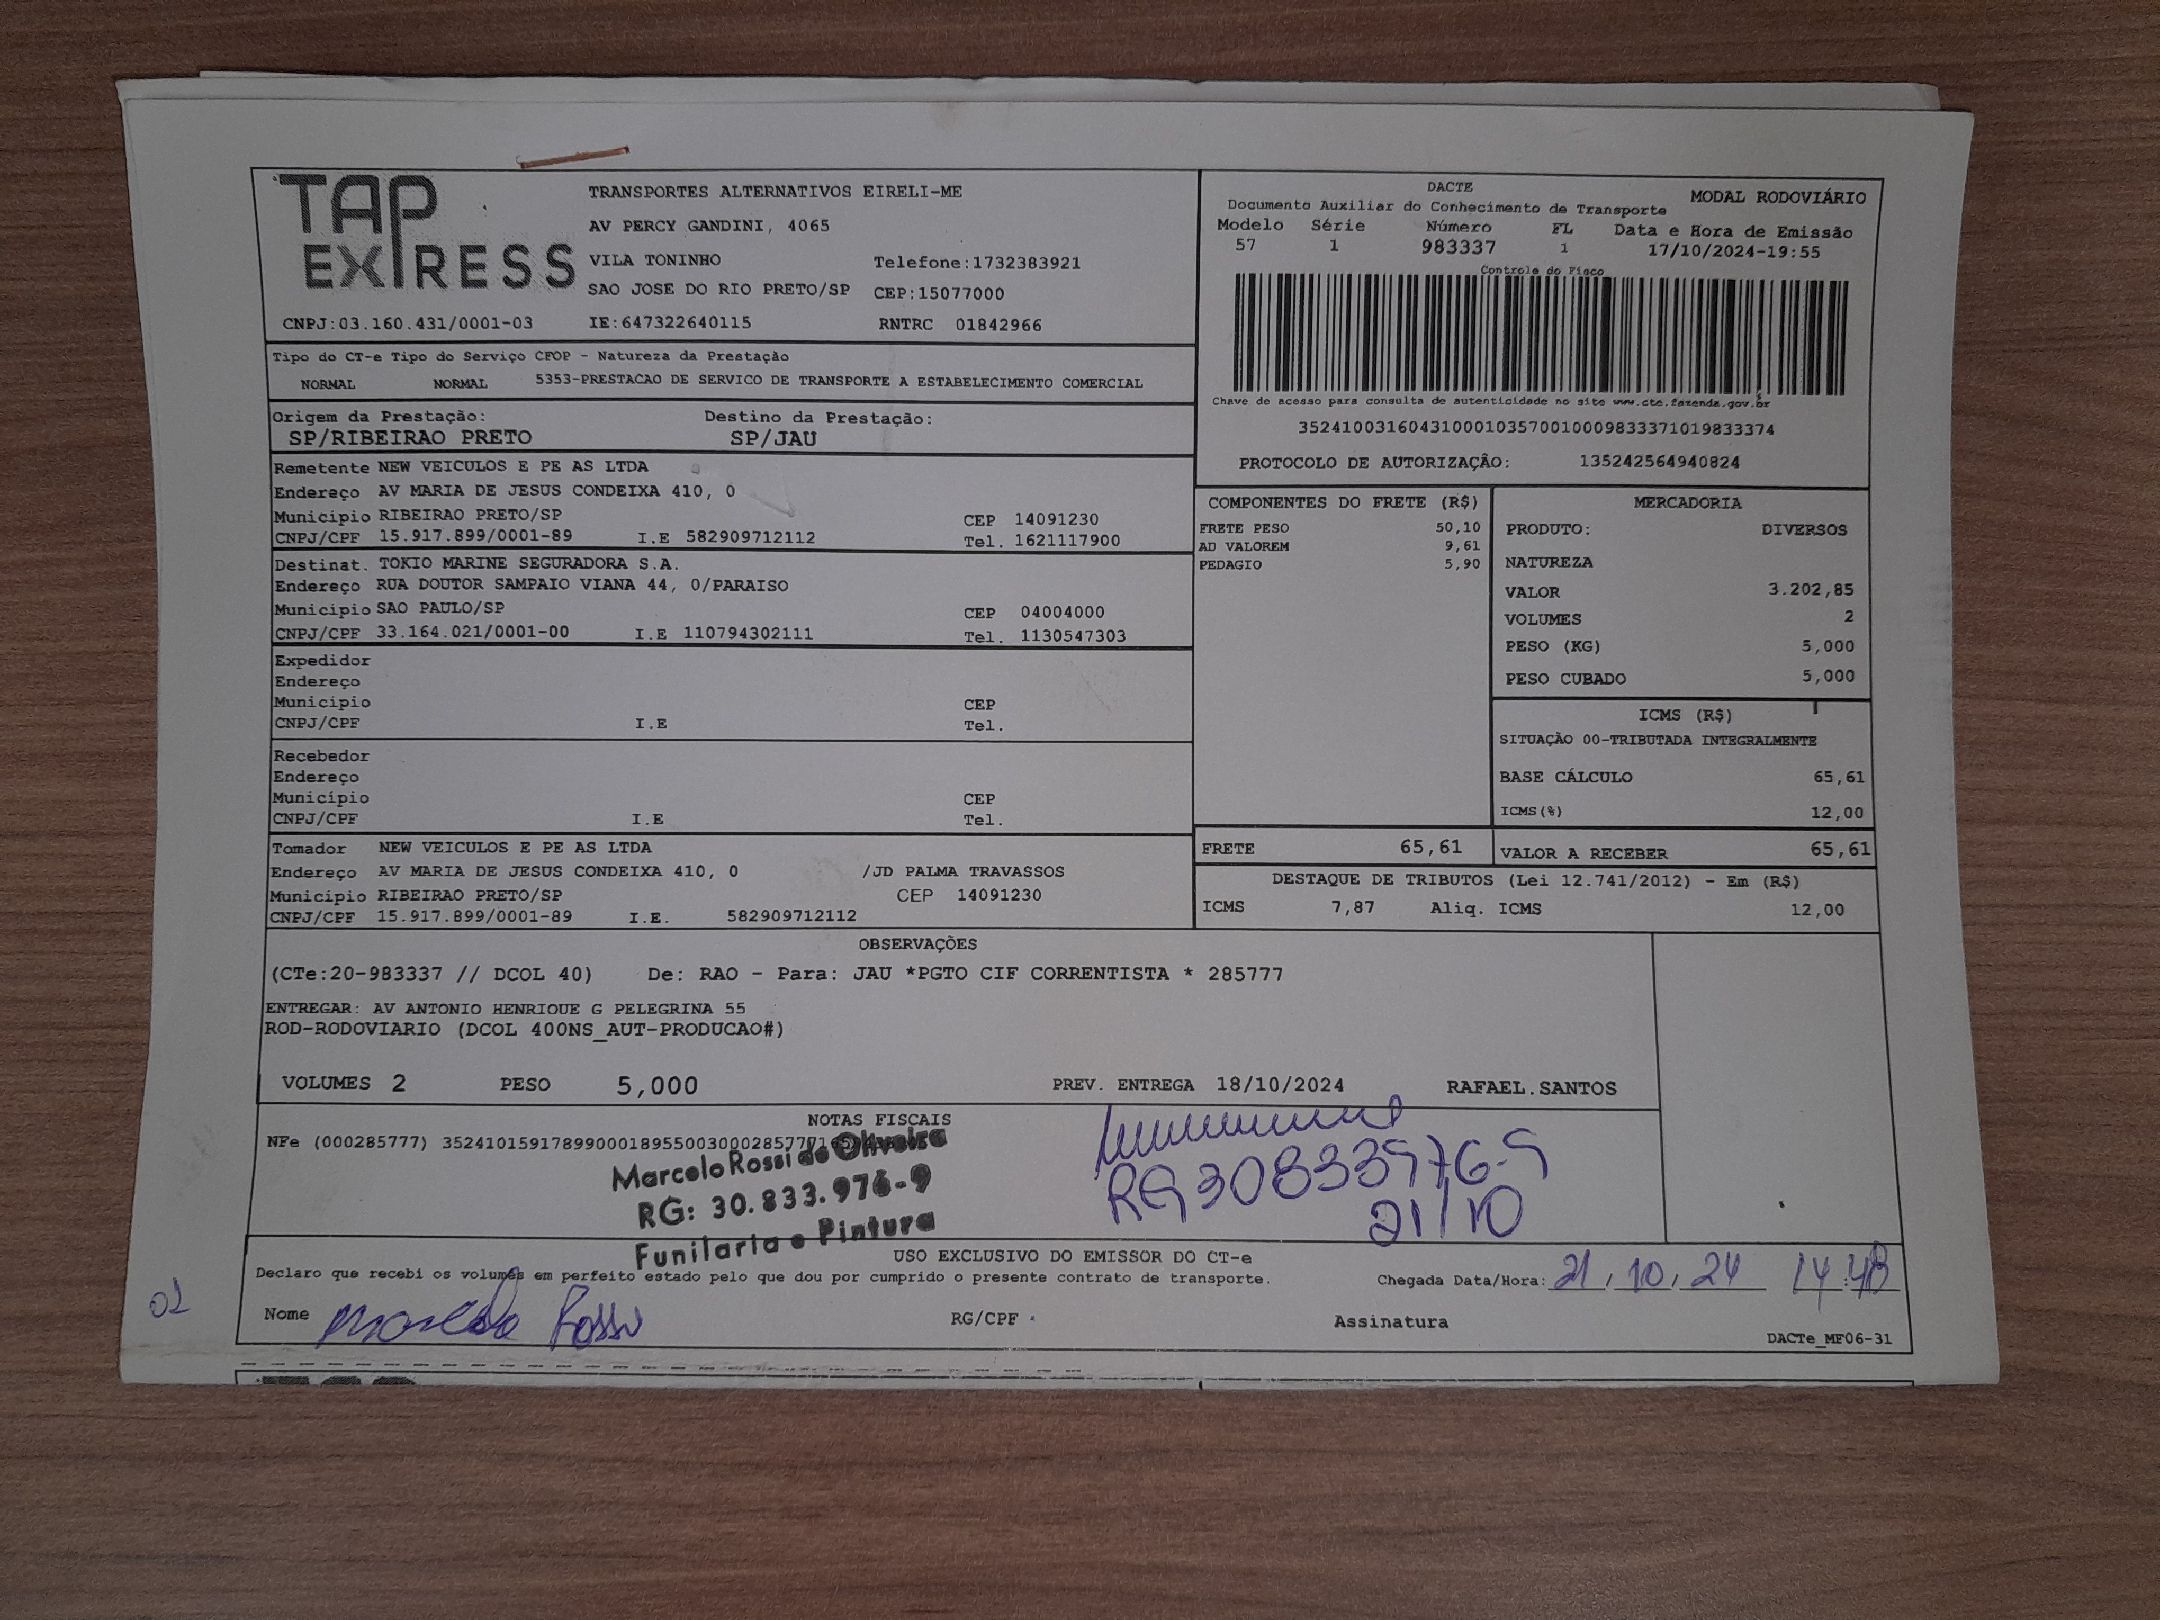 TAP EXPRESS
TRANSPORTES ALTERNATIVOS EIRELI-ME
AV PERCY GANDINI, 4065
VILA TONINHO Telefone:1732383921
SAO JOSE DO RIO PRETO/SP CEP:15077000
CNPJ:03.160.431/0001-03 IE:647322640115 RNTRC 01842966
DACTE MODAL RODOVIÁRIO
Documento Auxiliar do Conhecimento de Transporte
Modelo Série Número FL Data e Hora de Emissão
57 1 983337 1 17/10/2024-19:55
Controle do Fisco
Chave de acesso para consulta de autenticidade no site www.cte.fazenda.gov.br
35241003160431000103570010009833371019833374
PROTOCOLO DE AUTORIZAÇÃO: 135242564940824
Tipo do CT-e Tipo do Serviço CFOP - Natureza da Prestação
NORMAL NORMAL 5353-PRESTACAO DE SERVICO DE TRANSPORTE A ESTABELECIMENTO COMERCIAL
Origem da Prestação: Destino da Prestação:
SP/RIBEIRAO PRETO SP/JAU
Remetente NEW VEICULOS E PE AS LTDA
Endereço AV MARIA DE JESUS CONDEIXA 410, 0
Municipio RIBEIRAO PRETO/SP CEP 14091230
CNPJ/CPF 15.917.899/0001-89 I.E 582909712112 Tel. 1621117900
Destinat. TOKIO MARINE SEGURADORA S.A.
Endereço RUA DOUTOR SAMPAIO VIANA 44, 0/PARAISO
Municipio SAO PAULO/SP CEP 04004000
CNPJ/CPF 33.164.021/0001-00 I.E 110794302111 Tel. 1130547303
Expedidor
Endereço
Municipio CEP
CNPJ/CPF I.E Tel.
Recebedor
Endereço
Município CEP
CNPJ/CPF I.E Tel.
Tomador NEW VEICULOS E PE AS LTDA
Endereço AV MARIA DE JESUS CONDEIXA 410, 0 /JD PALMA TRAVASSOS
Municipio RIBEIRAO PRETO/SP CEP 14091230
CNPJ/CPF 15.917.899/0001-89 I.E. 582909712112
COMPONENTES DO FRETE (R$)
FRETE PESO 50,10
AD VALOREM 9,61
PEDAGIO 5,90
MERCADORIA
PRODUTO: DIVERSOS
NATUREZA
VALOR 3.202,85
VOLUMES 2
PESO (KG) 5,000
PESO CUBADO 5,000
ICMS (R$)
SITUAÇÃO 00-TRIBUTADA INTEGRALMENTE
BASE CÁLCULO 65,61
ICMS(%) 12,00
FRETE 65,61 VALOR A RECEBER 65,61
DESTAQUE DE TRIBUTOS (Lei 12.741/2012) - Em (R$)
ICMS 7,87 Aliq. ICMS 12,00
OBSERVAÇÕES
(CTe:20-983337 // DCOL 40) De: RAO - Para: JAU *PGTO CIF CORRENTISTA * 285777
ENTREGAR: AV ANTONIO HENRIQUE G PELEGRINA 55
ROD-RODOVIARIO (DCOL 400NS_AUT-PRODUCAO#)
VOLUMES 2 PESO 5,000 PREV. ENTREGA 18/10/2024 RAFAEL.SANTOS
NOTAS FISCAIS
NFe (000285777)
Marcelo Rossi de Oliveira
RG: 30.833.976-9
Funilaria e Pintura
RG 30833976-9
21/10
USO EXCLUSIVO DO EMISSOR DO CT-e
Declaro que recebi os volumes em perfeito estado pelo que dou por cumprido o presente contrato de transporte. Chegada Data/Hora: 21, 10, 24 14:48
Nome Marcelo Rossi RG/CPF Assinatura
DACTe_MF06-31